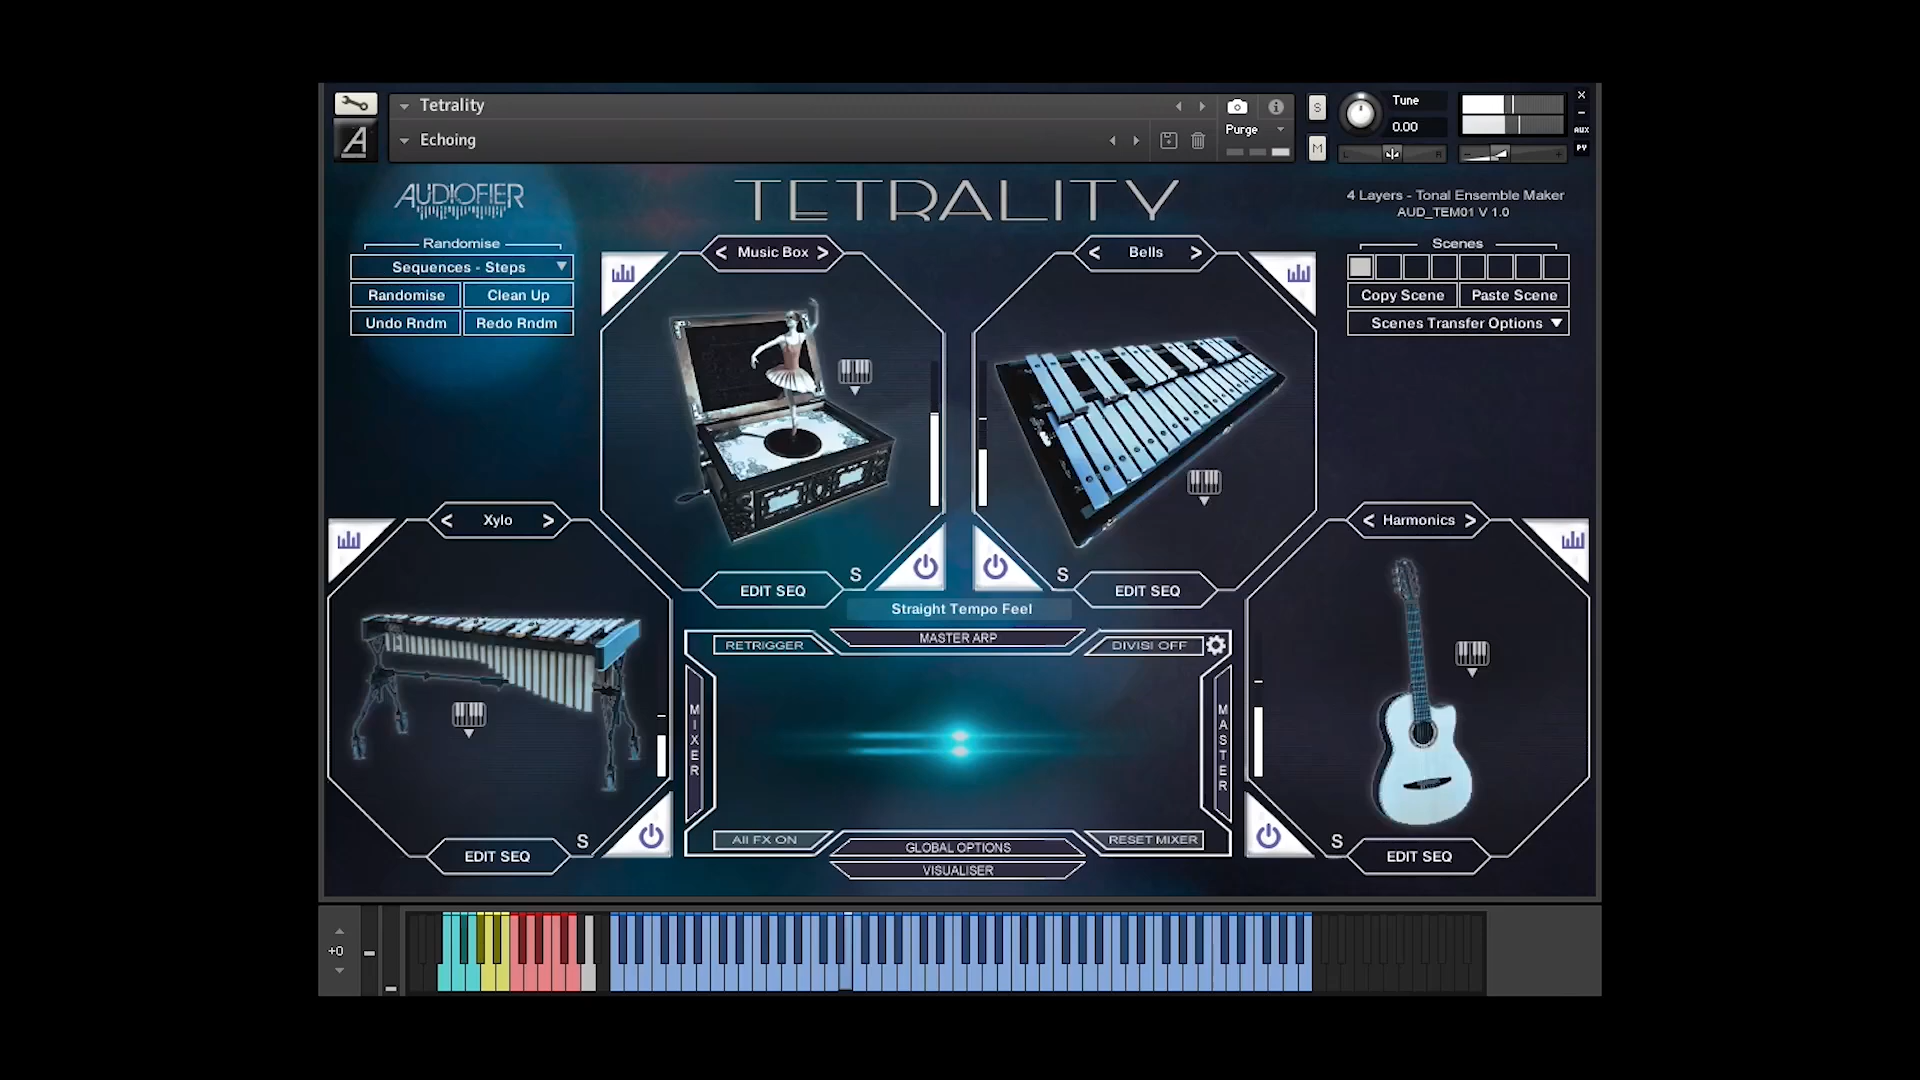 Tetrality
Echoing
Purge
S
M
Tune
0.00
L
R
AUX
PV
AUDIOFIER
TETRALITY
4 Layers - Tonal Ensemble Maker
AUD_TEM01 V 1.0
Randomise
Sequences - Steps
Randomise
Clean Up
Undo Rndm
Redo Rndm
< Music Box >
< Bells >
Scenes
Copy Scene
Paste Scene
Scenes Transfer Options
< Xylo >
< Harmonics >
EDIT SEQ
S
S
EDIT SEQ
Straight Tempo Feel
RETRIGGER
MASTER ARP
DIVISI OFF
MIXER
MASTER
All FX ON
GLOBAL OPTIONS
RESET MIXER
VISUALISER
EDIT SEQ
S
S
EDIT SEQ
+0